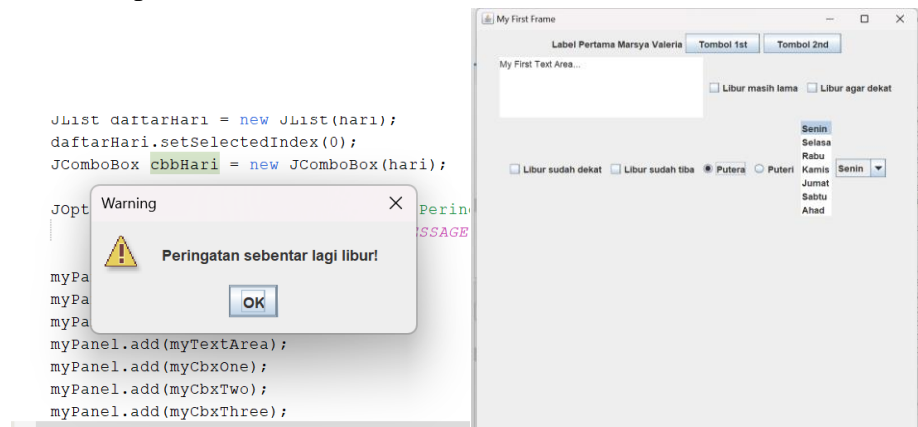 JList daftarHari = new JList(hari);
daftarHari.setSelectedIndex(0);
JComboBox cbbHari = new JComboBox(hari);
JOpt
Perin
SSAGE
Warning
Peringatan sebentar lagi libur!
OK
myPa
myPa
myPa
myPanel.add(myTextArea);
myPanel.add(myCbxOne);
myPanel.add(myCbxTwo);
myPanel.add(myCbxThree);
My First Frame
Label Pertama Marsya Valeria Tombol 1st Tombol 2nd
My First Text Area...
Libur masih lama Libur agar dekat
Libur sudah dekat Libur sudah tiba Putera Puteri
Senin
Selasa
Rabu
Kamis
Jumat
Sabtu
Ahad
Senin